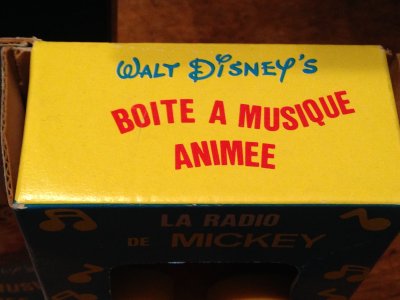 WALT DISNEY'S
BOITE A MUSIQUE
ANIMEE
LA RADIO
DE MICKEY